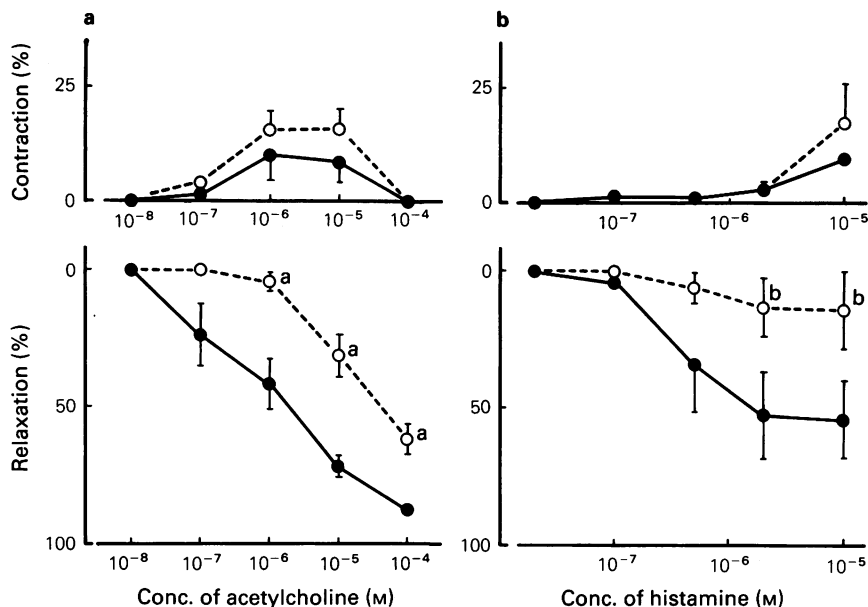 a
Contraction (%)
25
0
10⁻⁸ 10⁻⁷ 10⁻⁶ 10⁻⁵ 10⁻⁴
b
25
0
10⁻⁷ 10⁻⁶ 10⁻⁵
Relaxation (%)
0
50
100
a
a
a
10⁻⁸ 10⁻⁷ 10⁻⁶ 10⁻⁵ 10⁻⁴
Conc. of acetylcholine (M)
0
50
100
b
b
10⁻⁷ 10⁻⁶ 10⁻⁵
Conc. of histamine (M)